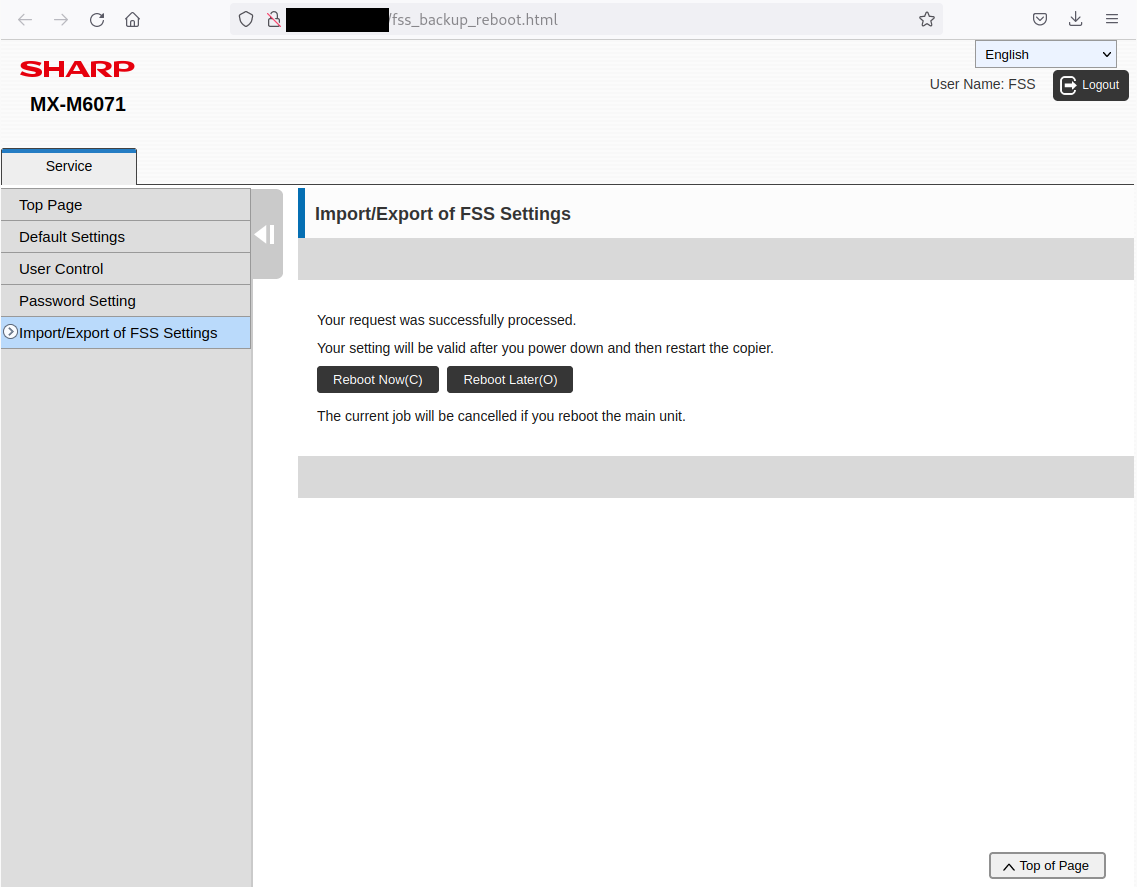 /fss_backup_reboot.html
English
SHARP
User Name: FSS
Logout
MX-M6071
Service
Top Page
Default Settings
User Control
Password Setting
Import/Export of FSS Settings
Import/Export of FSS Settings
Your request was successfully processed.
Your setting will be valid after you power down and then restart the copier.
Reboot Now(C) Reboot Later(O)
The current job will be cancelled if you reboot the main unit.
Top of Page